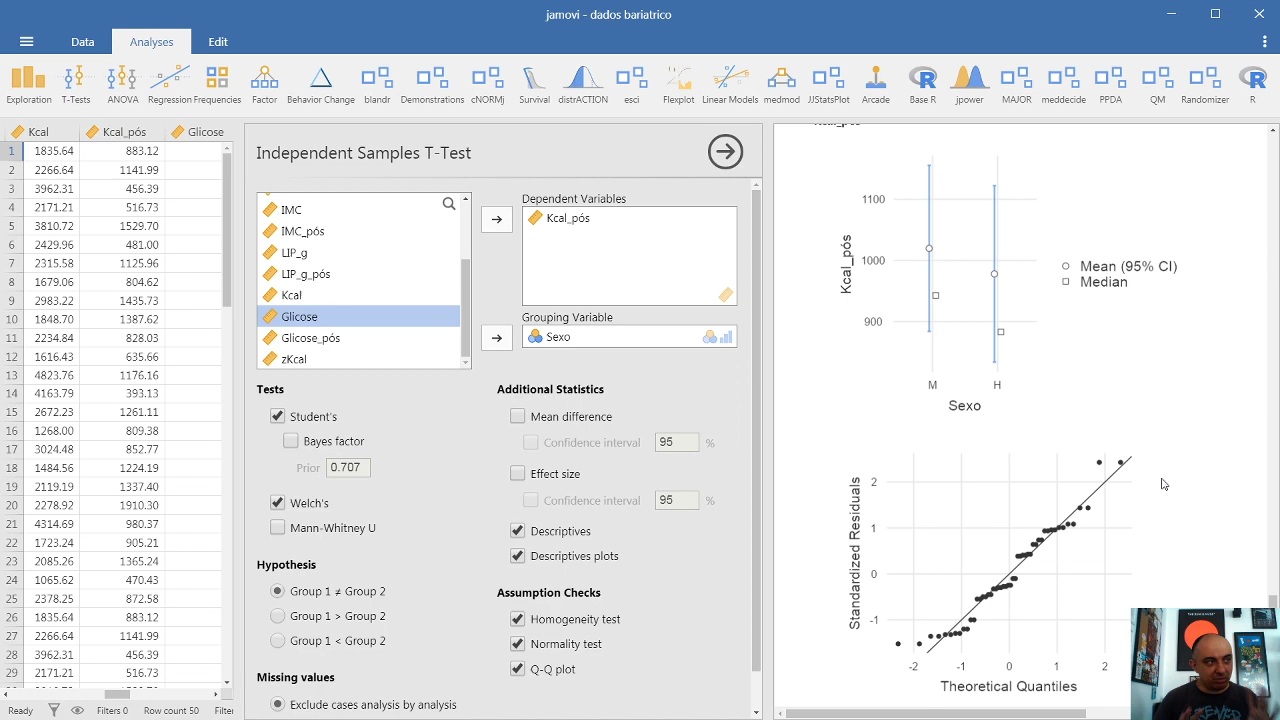 jamovi - dados bariatrico
Data Analyses Edit
Exploration T-Tests ANOVA Regression Frequencies Factor Behavior Change blandr Demonstrations cNORMj Survival distrACTION esci Flexplot Linear Models medmod JJStatsPlot Arcade Base R jpower MAJOR meddecide PPDA QM Randomizer R
Kcal Kcal_pós Glicose
1 1835.64 883.12
2 2266.64 1141.99
3 3962.31 456.39
4 2171.21 516.73
5 3810.72 1529.70
6 2429.96 481.00
7 2315.58 1125.96
8 1679.06 804.62
9 2983.22 1435.73
10 1848.70 1387.62
11 2234.84 828.03
12 1616.43 635.66
13 4823.76 1176.16
14 4163.79 393.13
15 2672.23 1261.11
16 1268.00 809.38
17 3024.48 852.77
18 1484.56 1224.19
19 2119.19 1337.40
20 2278.92 1910.30
21 4314.69 980.37
22 1723.24 905.21
23 2085.26 1365.24
24 1065.62 470.43
25 2378.25 872.58
26 1835.64 883.12
27 2266.64 1141.99
28 3962.31 456.39
29 2171.21 516.73
Ready Filters 0 Row count 50 Filter
Independent Samples T-Test
IMC
IMC_pós
LIP_g
LIP_g_pós
Kcal
Glicose
Glicose_pós
zKcal
Dependent Variables
Kcal_pós
Grouping Variable
Sexo
Tests
Student's
Bayes factor
Prior 0.707
Welch's
Mann-Whitney U
Hypothesis
Group 1 ≠ Group 2
Group 1 > Group 2
Group 1 < Group 2
Missing values
Exclude cases analysis by analysis
Additional Statistics
Mean difference
Confidence interval 95 %
Effect size
Confidence interval 95 %
Descriptives
Descriptives plots
Assumption Checks
Homogeneity test
Normality test
Q-Q plot
Kcal_pós
Kcal_pós
1100
1000
900
M H
Sexo
Mean (95% CI)
Median
Standardized Residuals
2
1
0
-1
-2 -1 0 1 2
Theoretical Quantiles